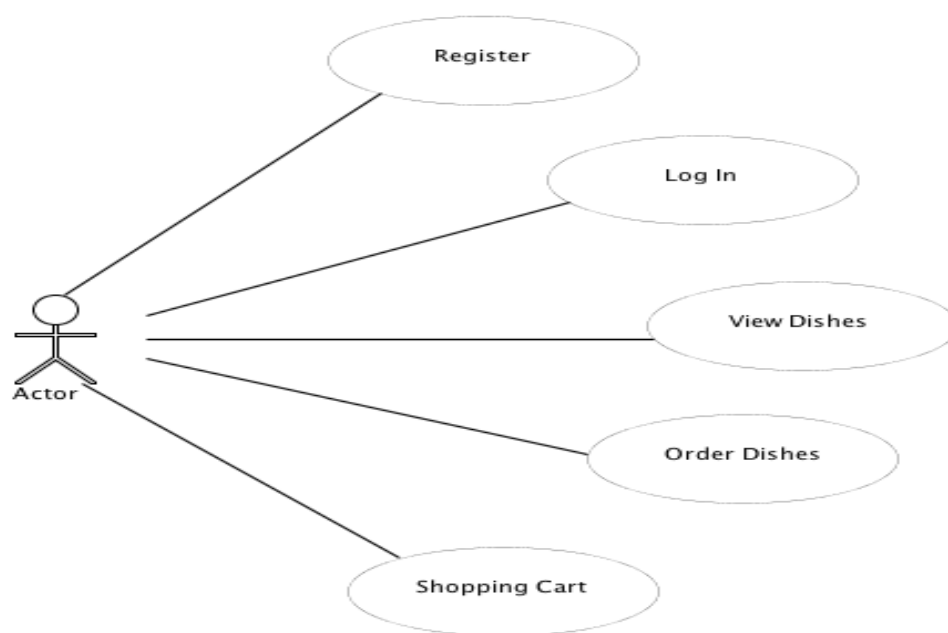 Register
Log In
View Dishes
Actor
Order Dishes
Shopping Cart